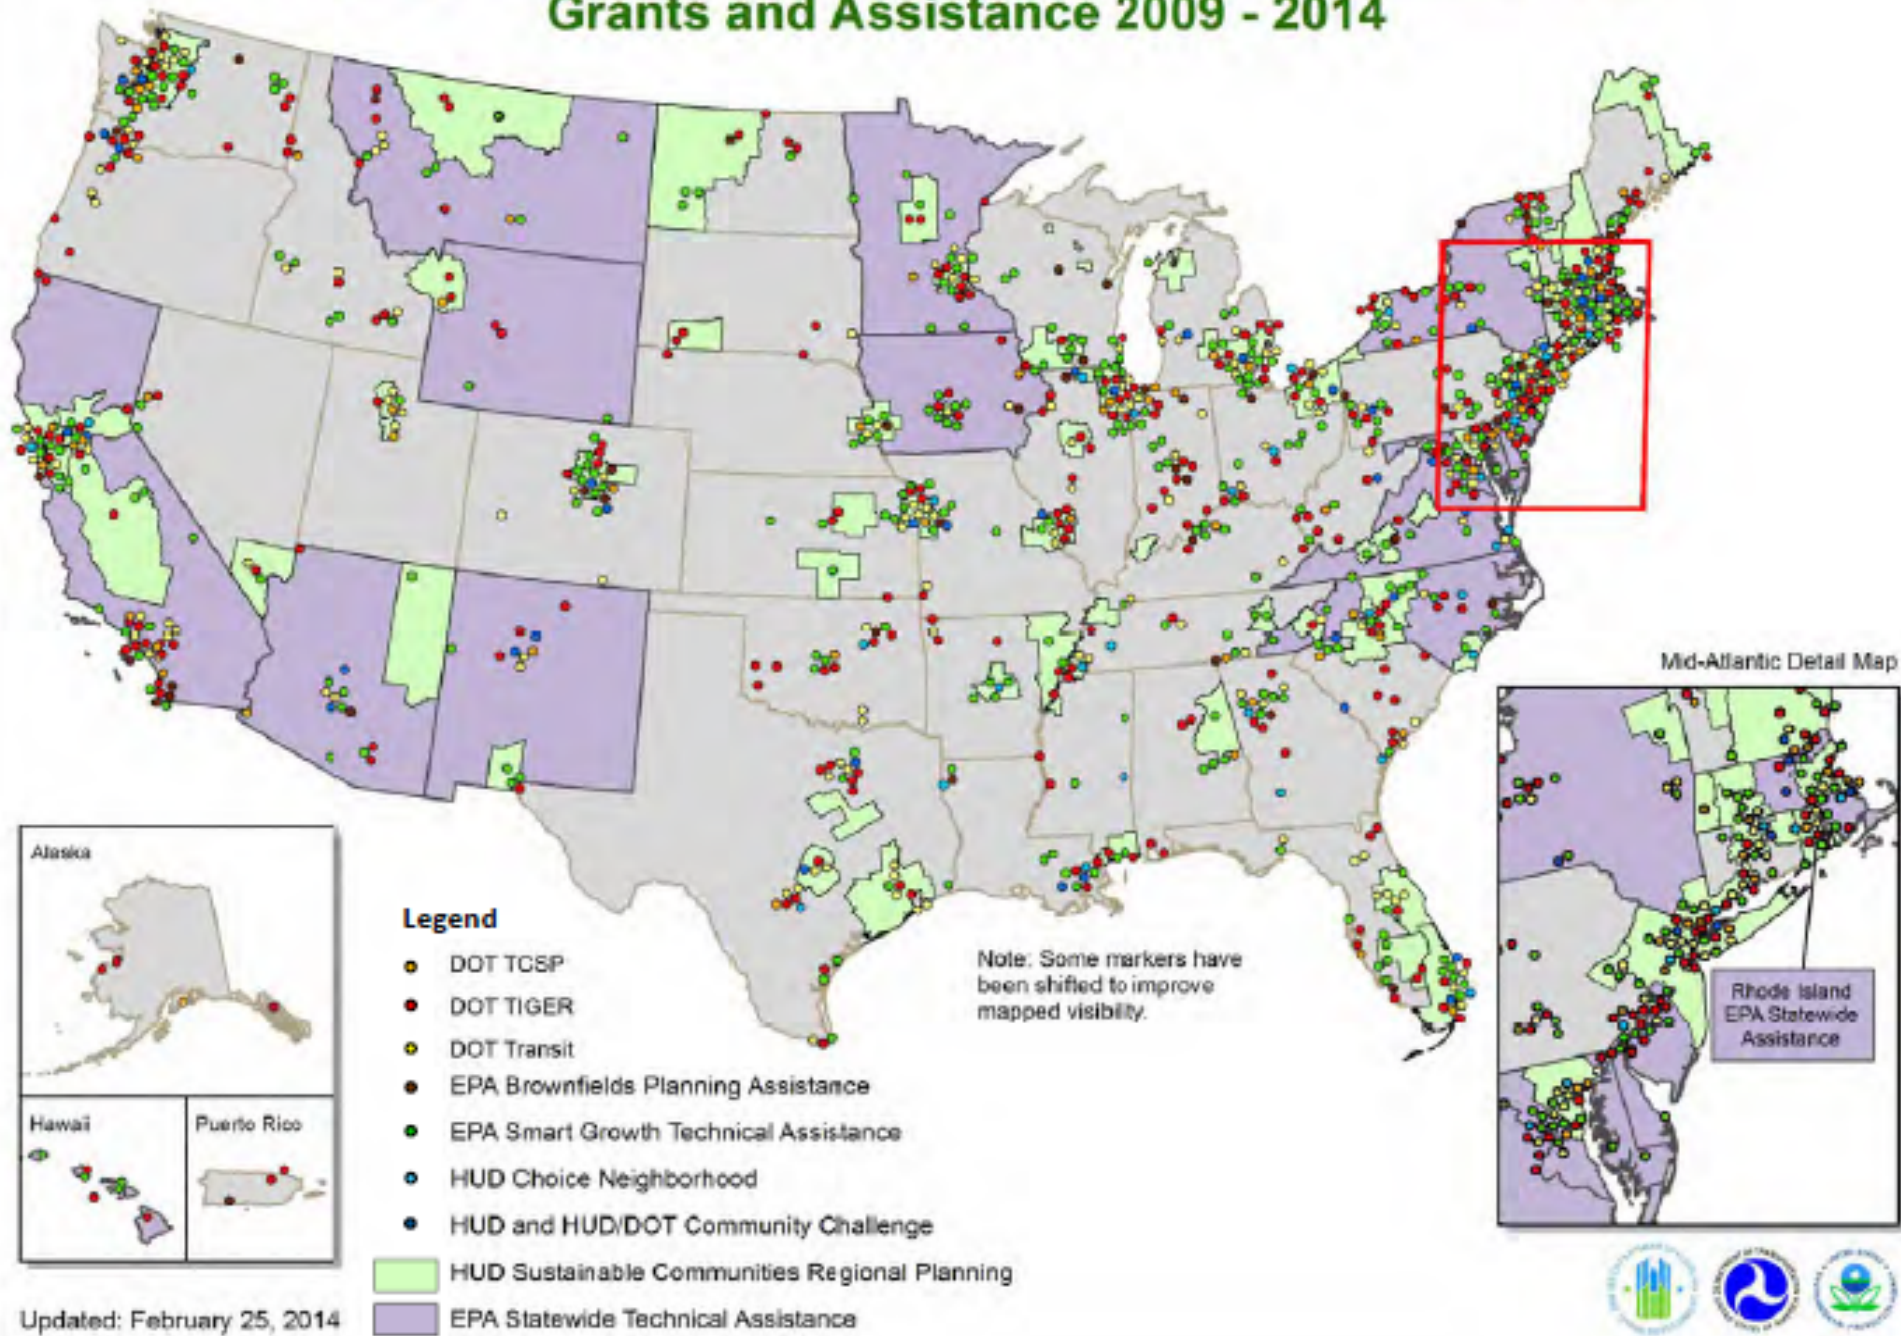 Grants and Assistance 2009 - 2014
Mid-Atlantic Detail Map
Alaska
Hawaii
Puerto Rico
Legend
DOT TCSP
DOT TIGER
DOT Transit
EPA Brownfields Planning Assistance
EPA Smart Growth Technical Assistance
HUD Choice Neighborhood
HUD and HUD/DOT Community Challenge
HUD Sustainable Communities Regional Planning
EPA Statewide Technical Assistance
Note: Some markers have
been shifted to improve
mapped visibility.
Rhode Island
EPA Statewide
Assistance
Updated: February 25, 2014